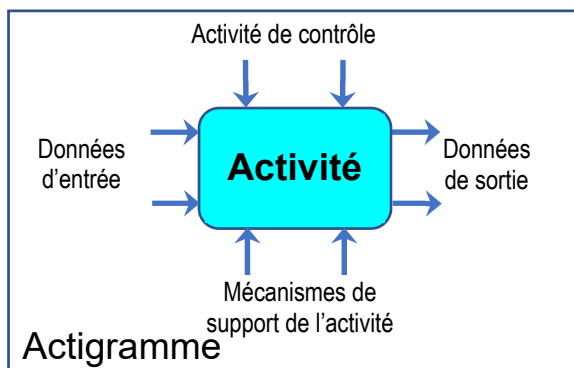 Activité de contrôle
Données
d’entrée
Activité
Données
de sortie
Mécanismes de
support de l’activité
Actigramme